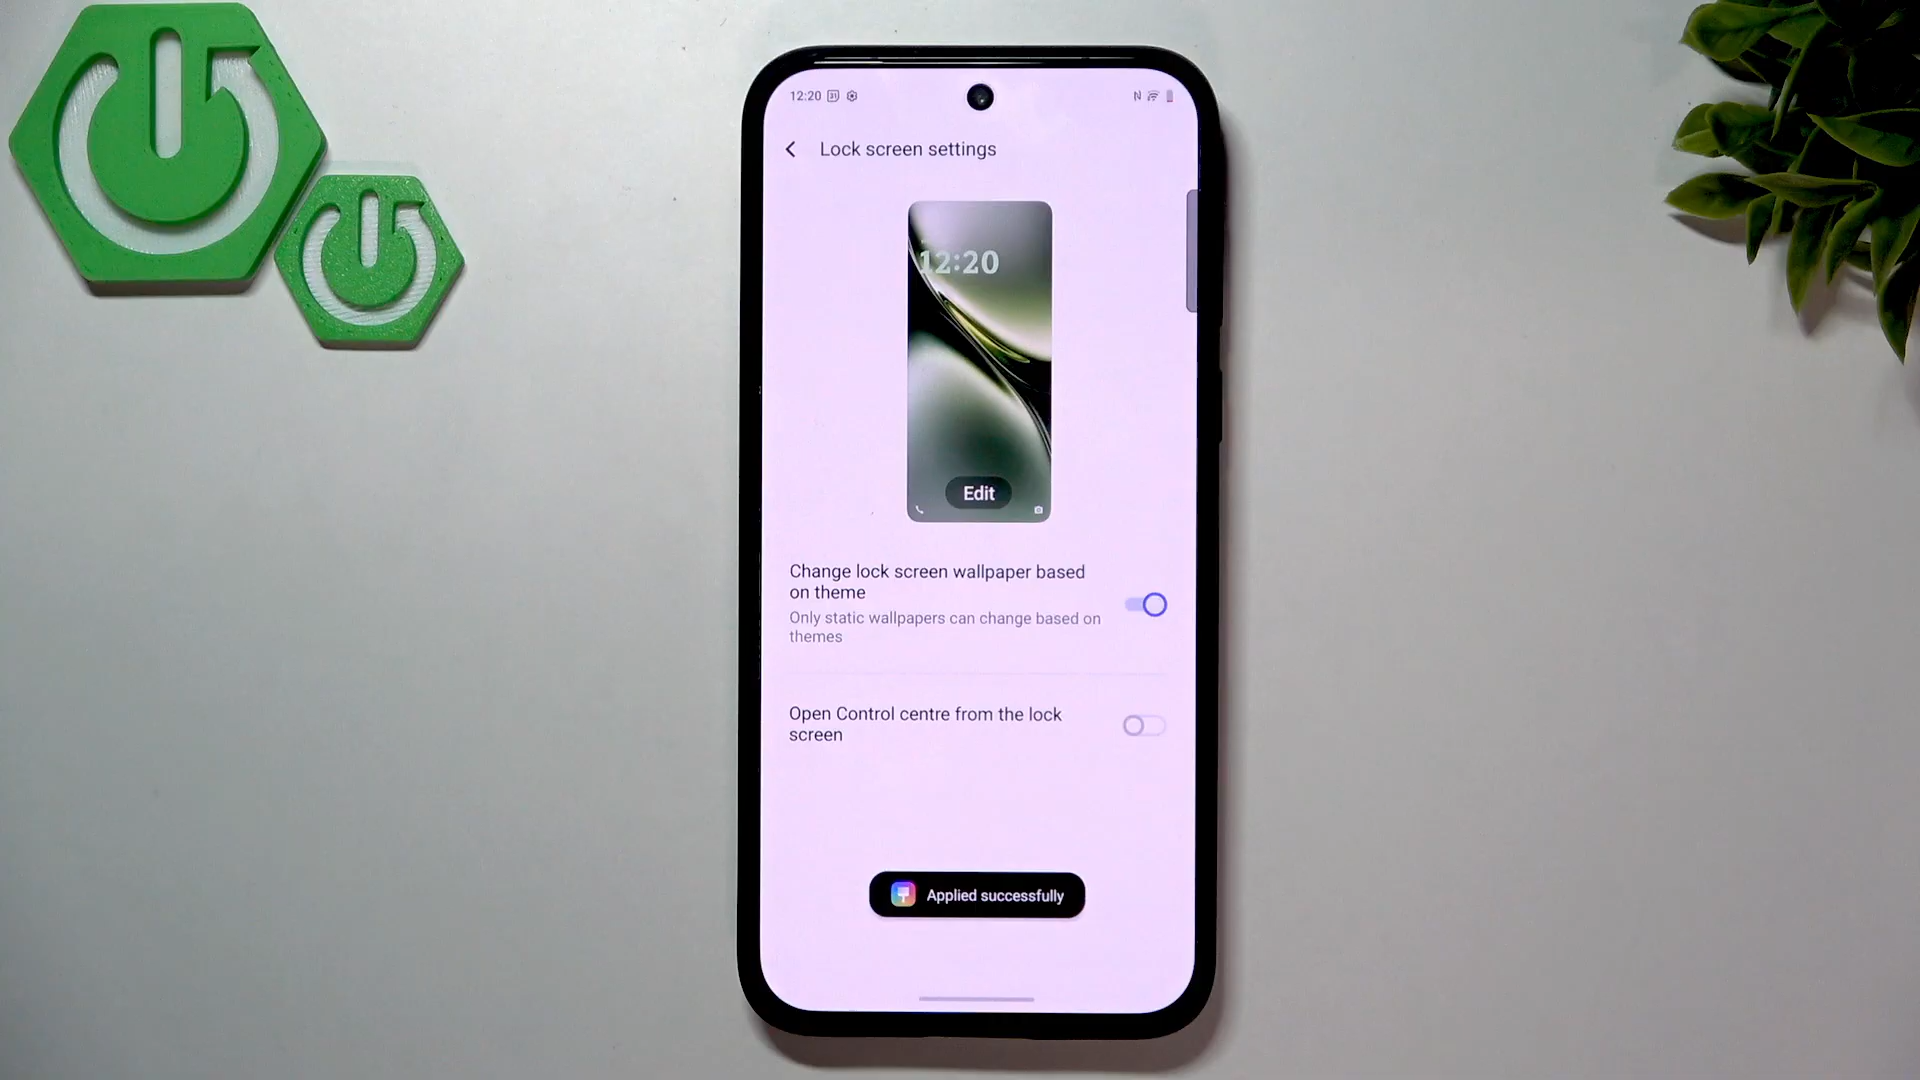 12:20 31
N
Lock screen settings
12:20
Edit
Change lock screen wallpaper based
on theme
Only static wallpapers can change based on
themes
Open Control centre from the lock
screen
Applied successfully